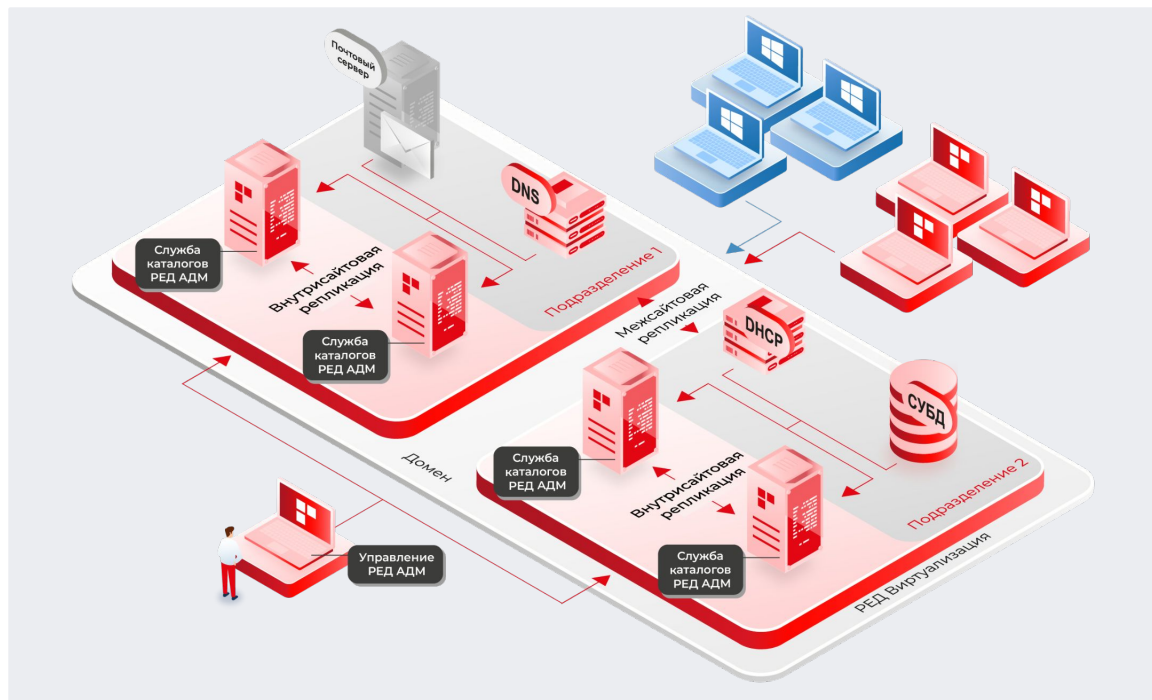 Почтовый
сервер
DNS
Служба
каталогов
РЕД АДМ
Внутрисайтовая
репликация
Служба
каталогов
РЕД АДМ
Подразделение 1
Межсайтовая
репликация
DHCP
СУБД
Домен
Служба
каталогов
РЕД АДМ
Внутрисайтовая
репликация
Служба
каталогов
РЕД АДМ
Подразделение 2
РЕД Виртуализация
Управление
РЕД АДМ